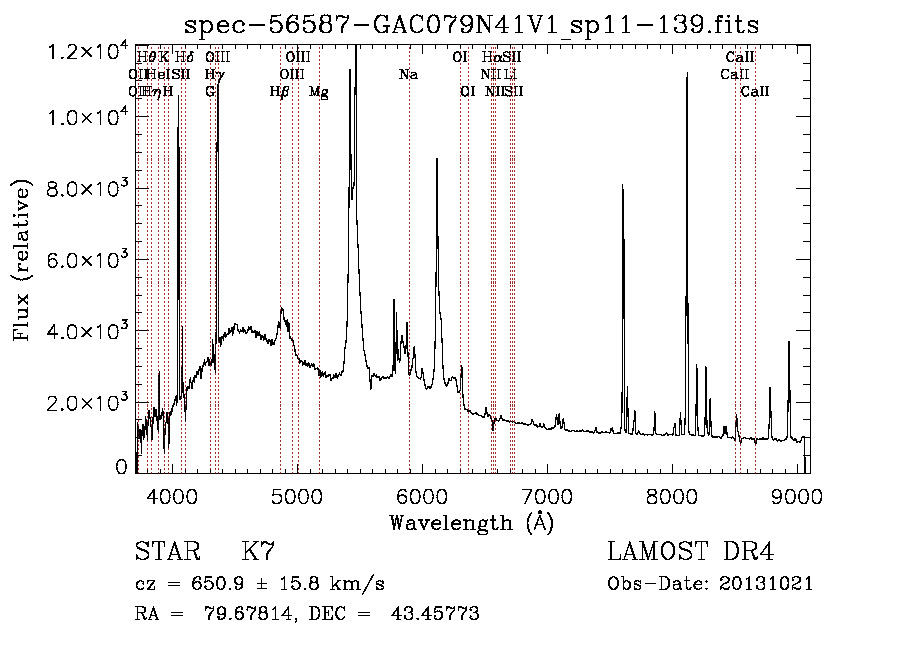 spec-56587-GAC079N41V1_sp11-139.fits
1.2×10⁴
1.0×10⁴
8.0×10³
6.0×10³
4.0×10³
2.0×10³
0
Flux (relative)
Hθ K Hδ OIII OIII Na OI Hα SII CaII
OII HeI SII Hγ OIII NII Li CaII
OII Hη H G Hβ Mg OI NII SII CaII
4000 5000 6000 7000 8000 9000
Wavelength (Å)
STAR K7
LAMOST DR4
cz = 650.9 ± 15.8 km/s
Obs-Date: 20131021
RA = 79.67814, DEC = 43.45773